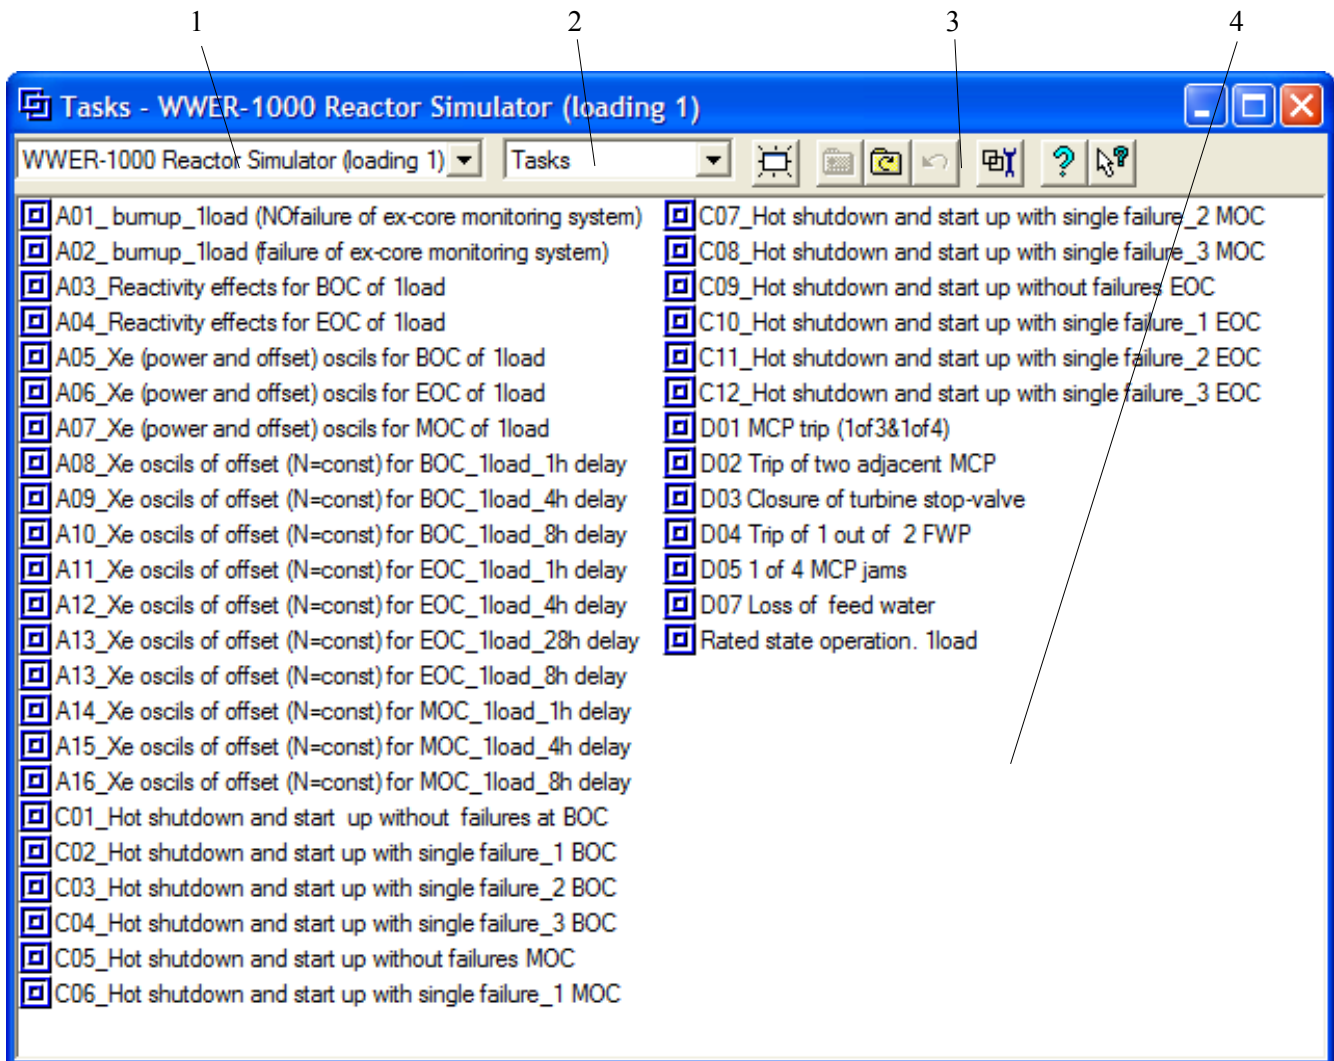 1 2 3 4
Tasks - WWER-1000 Reactor Simulator (loading 1)
WWER-1000 Reactor Simulator (loading 1) Tasks
A01_ burnup_1load (NOfailure of ex-core monitoring system)
A02_ burnup_1load (failure of ex-core monitoring system)
A03_Reactivity effects for BOC of 1load
A04_Reactivity effects for EOC of 1load
A05_Xe (power and offset) oscils for BOC of 1load
A06_Xe (power and offset) oscils for EOC of 1load
A07_Xe (power and offset) oscils for MOC of 1load
A08_Xe oscils of offset (N=const) for BOC_1load_1h delay
A09_Xe oscils of offset (N=const) for BOC_1load_4h delay
A10_Xe oscils of offset (N=const) for BOC_1load_8h delay
A11_Xe oscils of offset (N=const) for EOC_1load_1h delay
A12_Xe oscils of offset (N=const) for EOC_1load_4h delay
A13_Xe oscils of offset (N=const) for EOC_1load_28h delay
A13_Xe oscils of offset (N=const) for EOC_1load_8h delay
A14_Xe oscils of offset (N=const) for MOC_1load_1h delay
A15_Xe oscils of offset (N=const) for MOC_1load_4h delay
A16_Xe oscils of offset (N=const) for MOC_1load_8h delay
C01_Hot shutdown and start up without failures at BOC
C02_Hot shutdown and start up with single failure_1 BOC
C03_Hot shutdown and start up with single failure_2 BOC
C04_Hot shutdown and start up with single failure_3 BOC
C05_Hot shutdown and start up without failures MOC
C06_Hot shutdown and start up with single failure_1 MOC
C07_Hot shutdown and start up with single failure_2 MOC
C08_Hot shutdown and start up with single failure_3 MOC
C09_Hot shutdown and start up without failures EOC
C10_Hot shutdown and start up with single failure_1 EOC
C11_Hot shutdown and start up with single failure_2 EOC
C12_Hot shutdown and start up with single failure_3 EOC
D01 MCP trip (1of3&1of4)
D02 Trip of two adjacent MCP
D03 Closure of turbine stop-valve
D04 Trip of 1 out of 2 FWP
D05 1 of 4 MCP jams
D07 Loss of feed water
Rated state operation. 1load